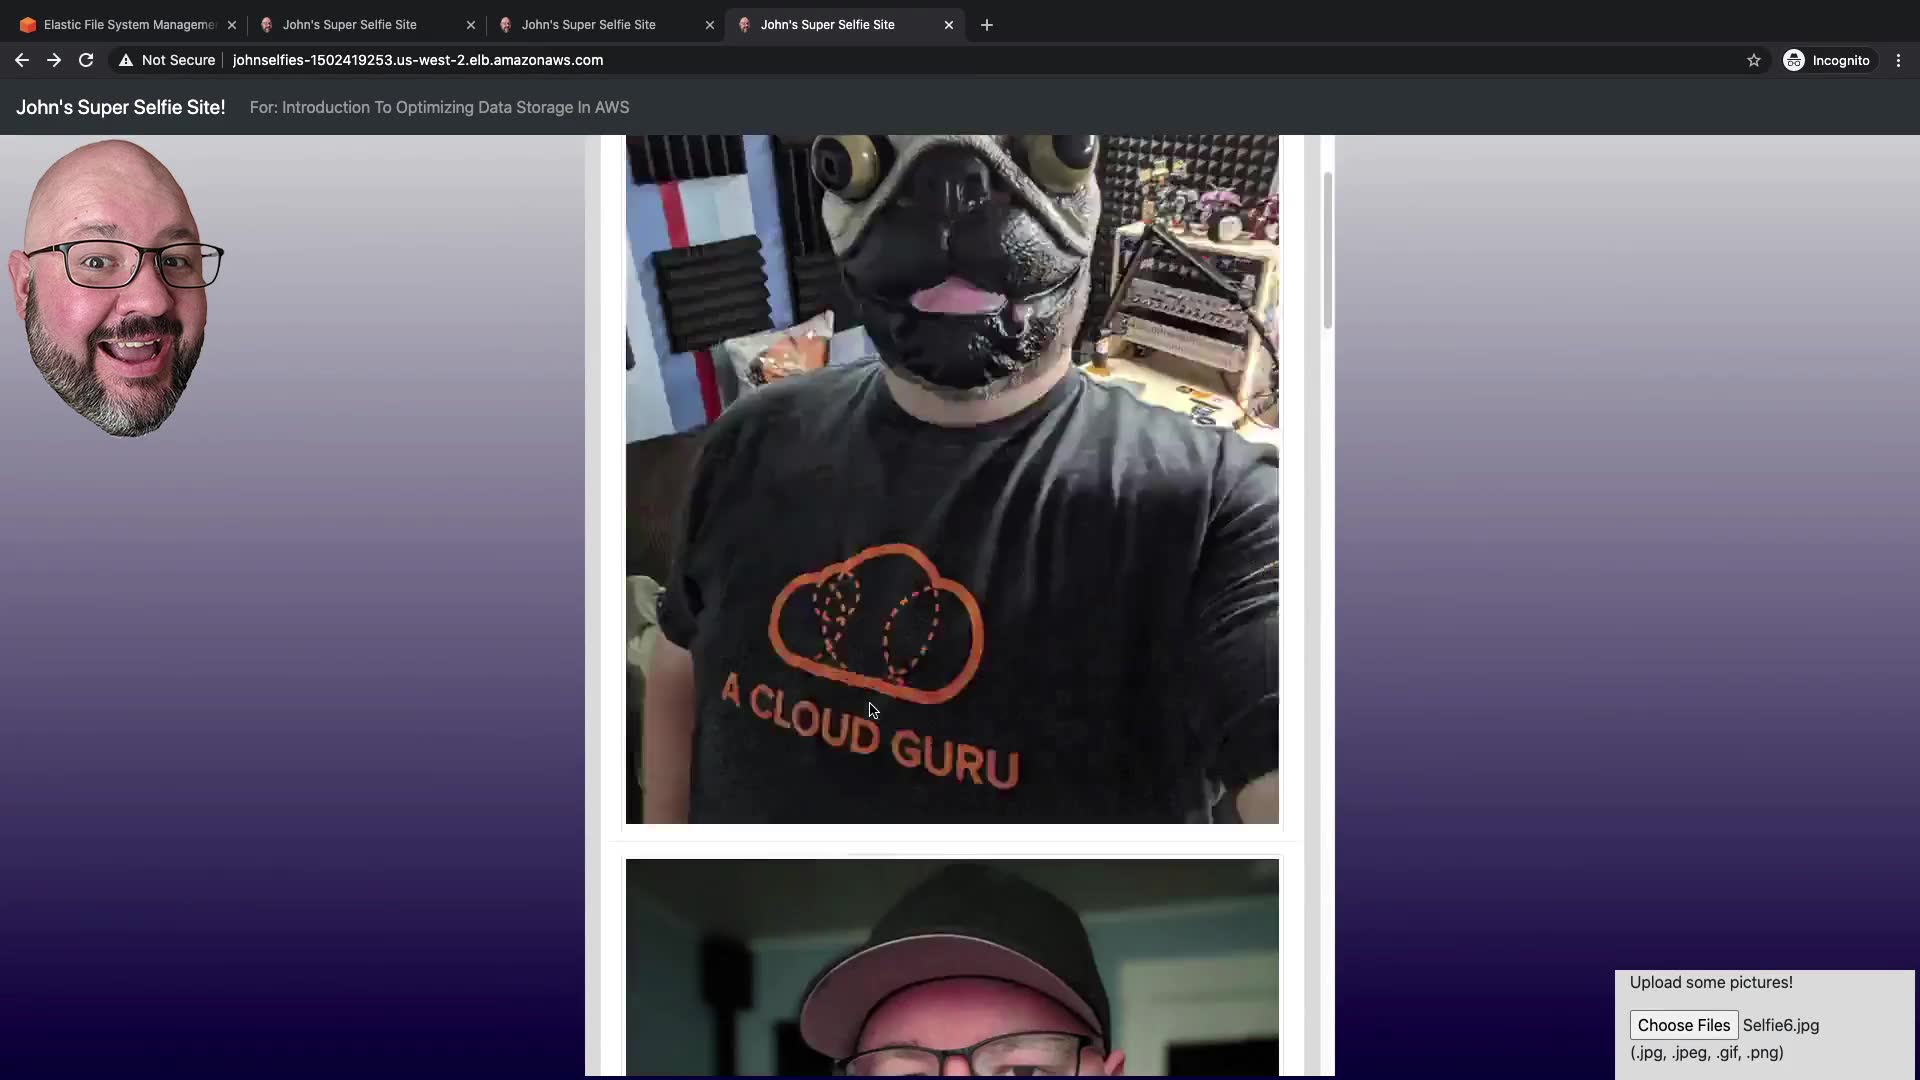 Elastic File System Manageme
John's Super Selfie Site
John's Super Selfie Site
John's Super Selfie Site
Not Secure
johnselfies-1502419253.us-west-2.elb.amazonaws.com
Incognito
John's Super Selfie Site!
For: Introduction To Optimizing Data Storage In AWS
A CLOUD GURU
Upload some pictures!
Choose Files Selfie6.jpg
(.jpg, .jpeg, .gif, .png)